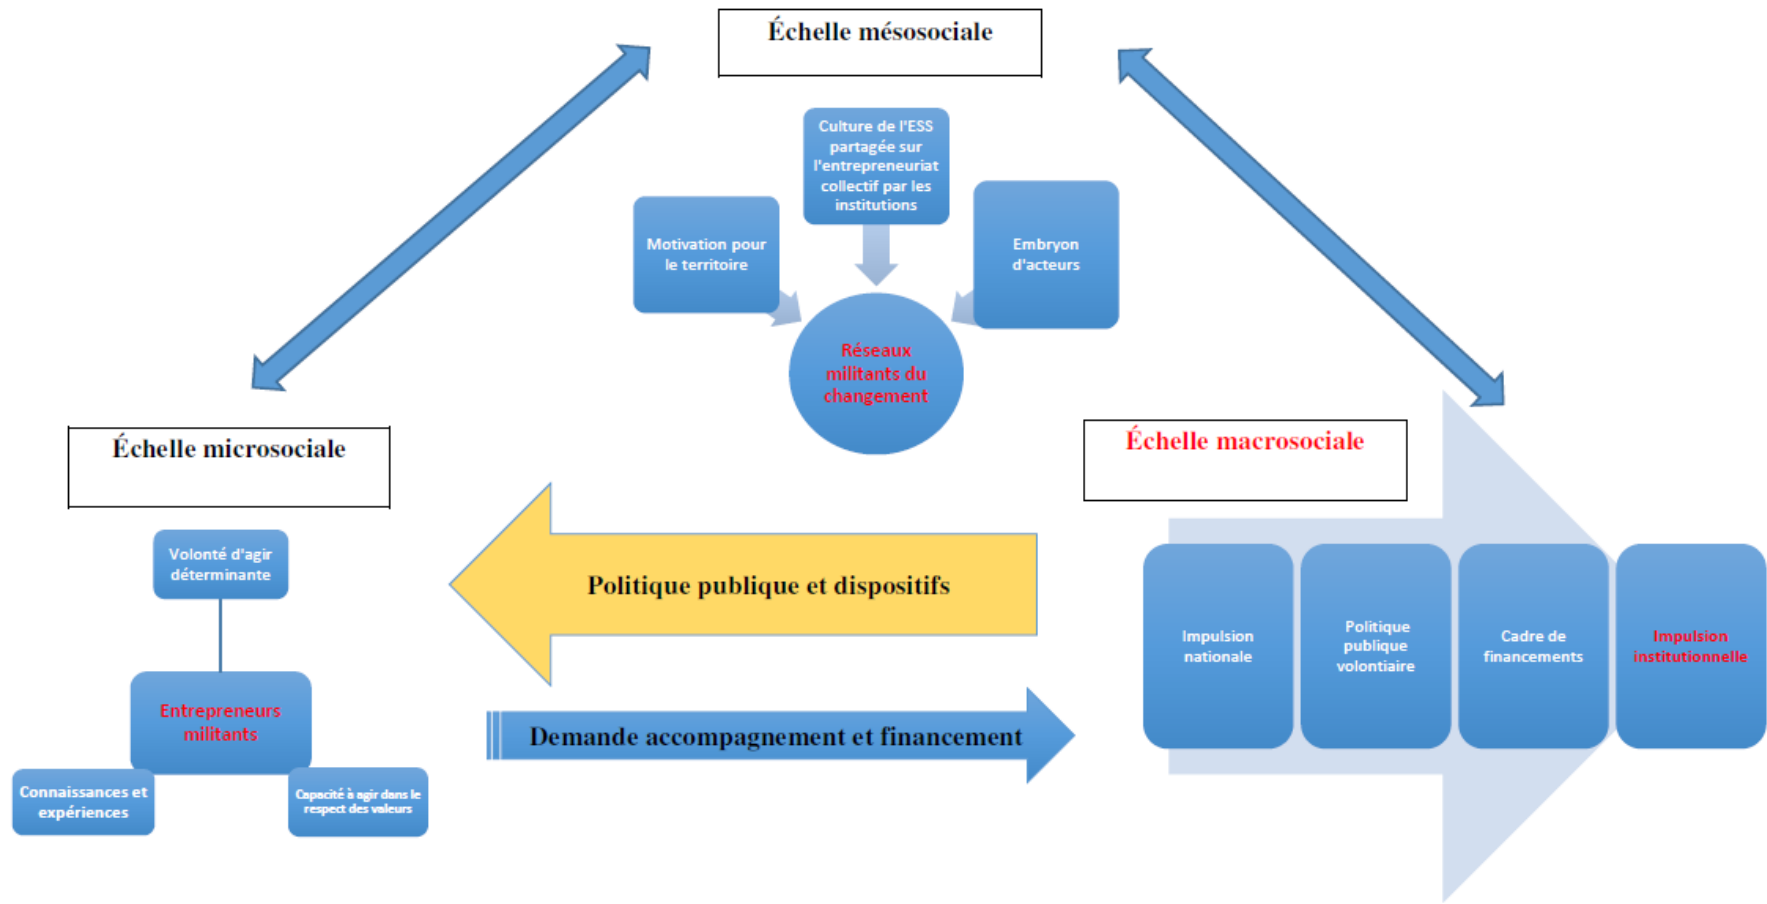 Échelle mésosociale
Culture de l'ESS
partagée sur
l'entrepreneuriat
collectif par les
institutions
Motivation pour
le territoire
Embryon
d'acteurs
Réseaux
militants du
changement
Échelle microsociale
Échelle macrosociale
Volonté d'agir
déterminante
Entrepreneurs
militants
Connaissances et
expériences
Capacité à agir dans le
respect des valeurs
Politique publique et dispositifs
Demande accompagnement et financement
Impulsion
nationale
Politique
publique
volontiaire
Cadre de
financements
Impulsion
institutionnelle